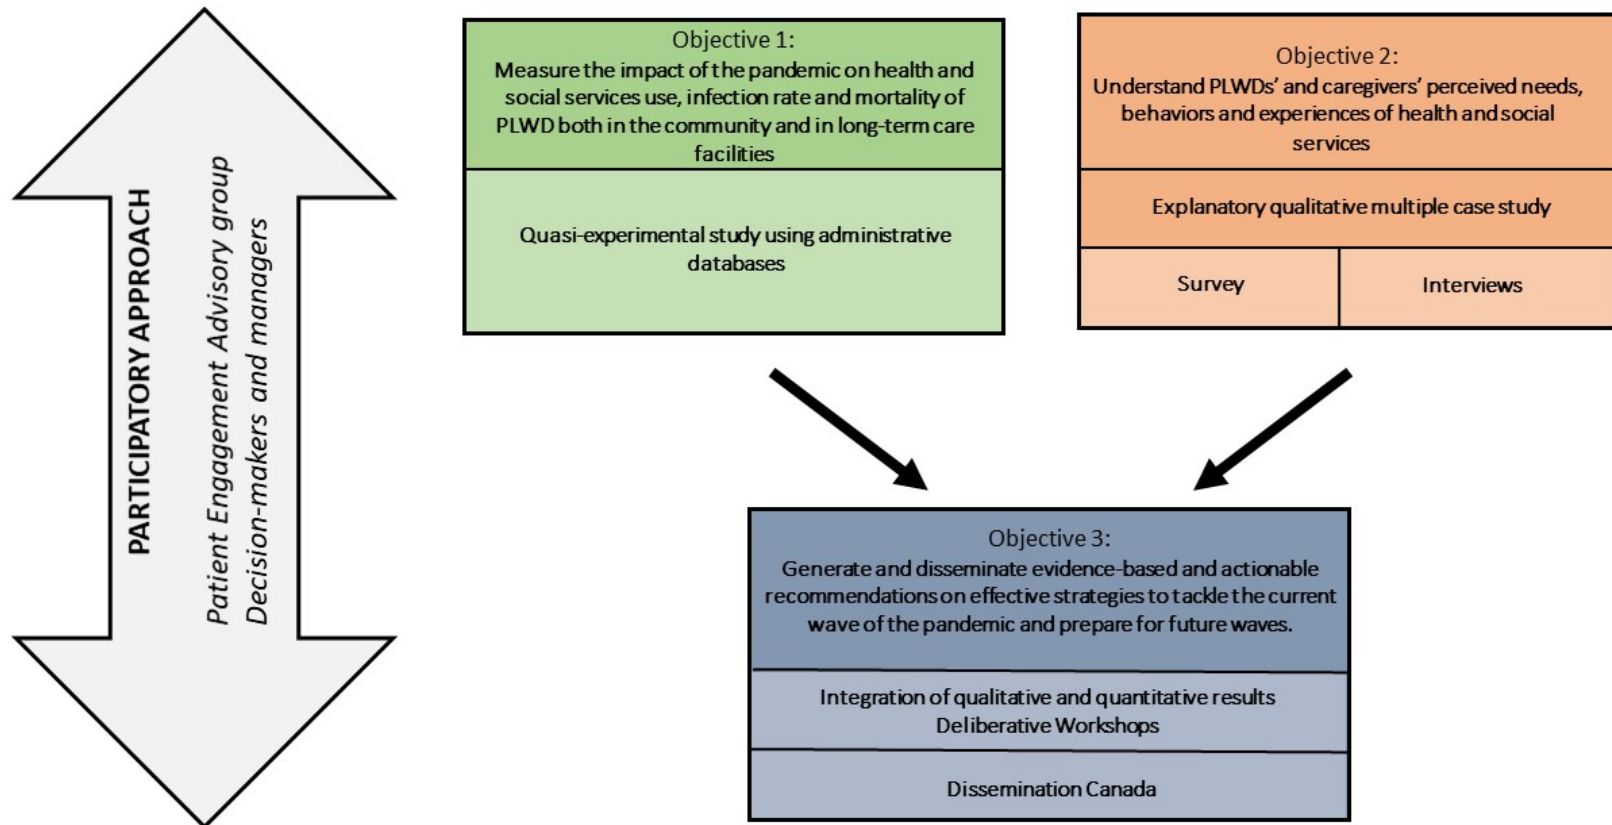 PARTICIPATORY APPROACH
Patient Engagement Advisory group
Decision-makers and managers
Objective 1:
Measure the impact of the pandemic on health and
social services use, infection rate and mortality of
PLWD both in the community and in long-term care
facilities
Quasi-experimental study using administrative
databases
Objective 2:
Understand PLWDs' and caregivers' perceived needs,
behaviors and experiences of health and social
services
Explanatory qualitative multiple case study
Survey
Interviews
Objective 3:
Generate and disseminate evidence-based and actionable
recommendations on effective strategies to tackle the current
wave of the pandemic and prepare for future waves.
Integration of qualitative and quantitative results
Deliberative Workshops
Dissemination Canada